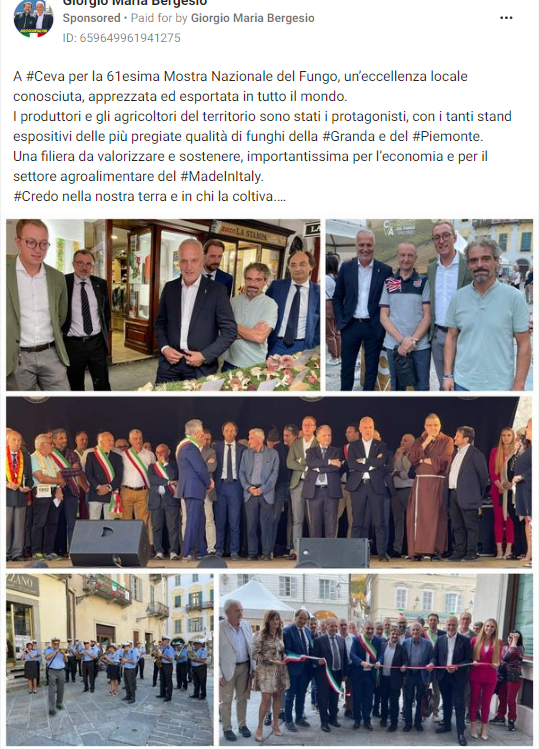 Giorgio Maria Bergesio
Sponsored • Paid for by Giorgio Maria Bergesio
ID: 659649961941275
A #Ceva per la 61esima Mostra Nazionale del Fungo, un'eccellenza locale
conosciuta, apprezzata ed esportata in tutto il mondo.
I produttori e gli agricoltori del territorio sono stati i protagonisti, con i tanti stand
espositivi delle più pregiate qualità di funghi della #Granda e del #Piemonte.
Una filiera da valorizzare e sostenere, importantissima per l'economia e per il
settore agroalimentare del #MadeInItaly.
#Credo nella nostra terra e in chi la coltiva....
LA STAMPA